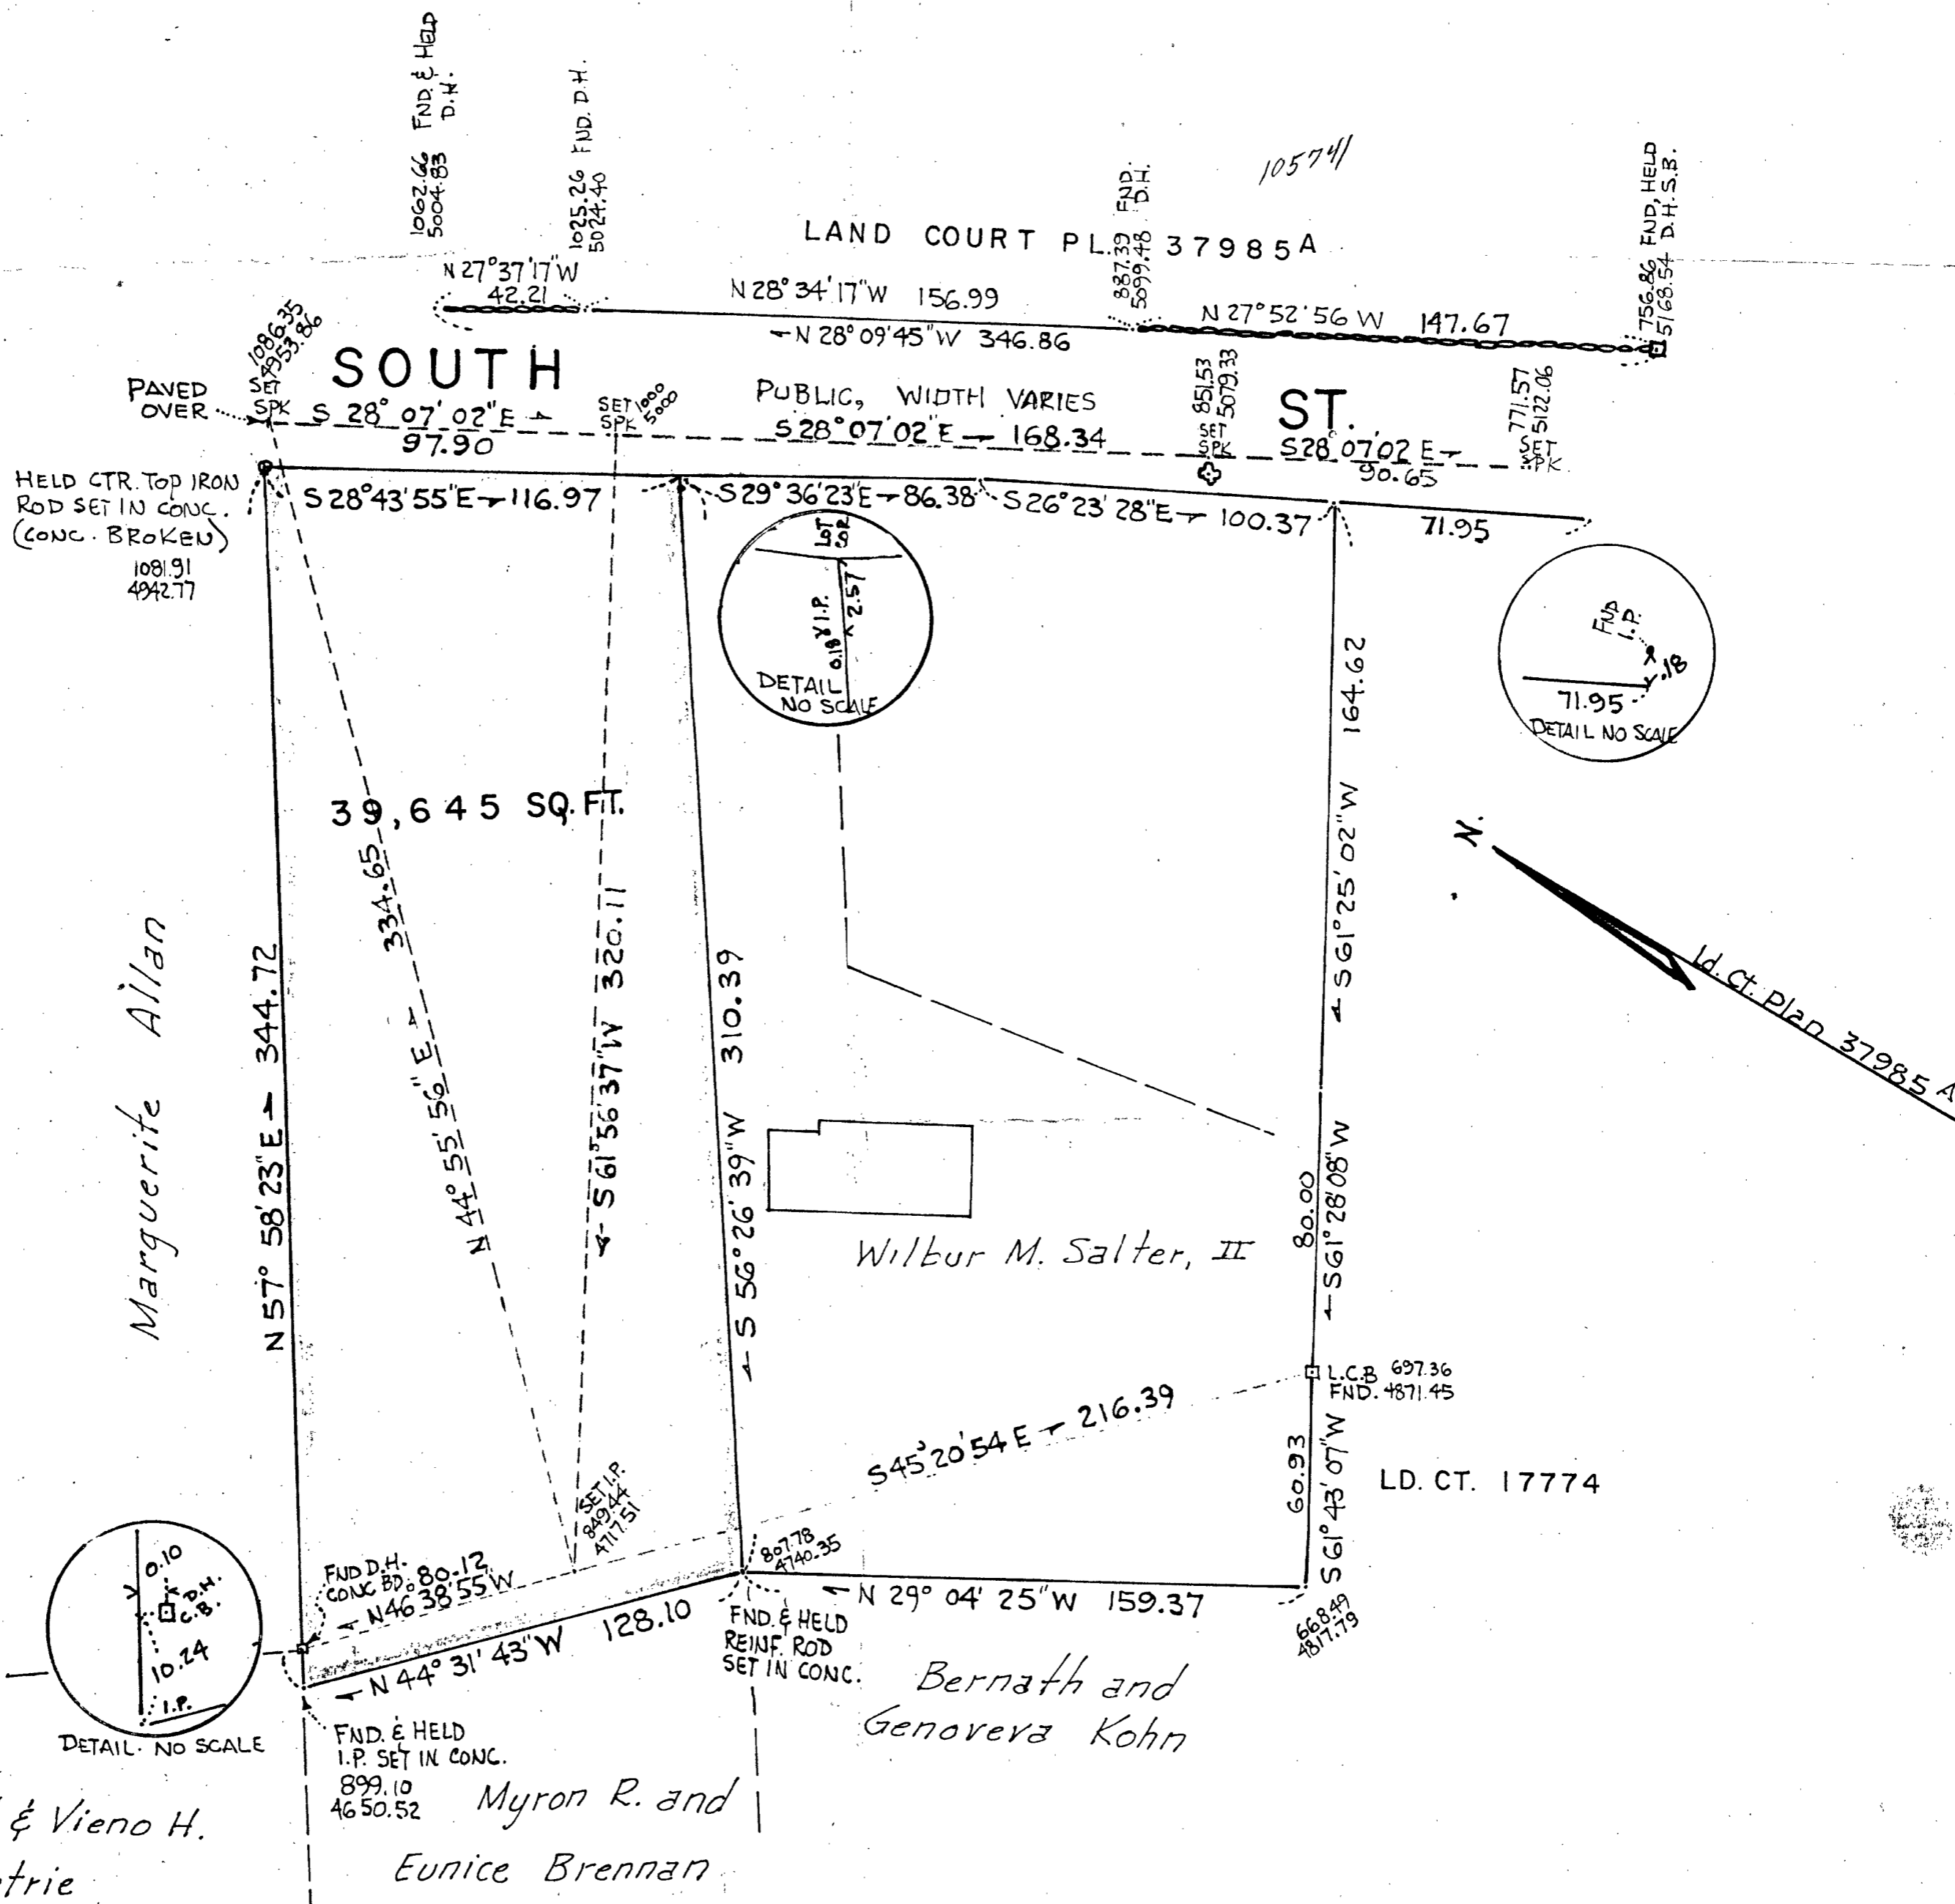 1062.66 FND. & HELD
5004.83 D.H.
1025.26 FND. D.H.
5024.40
887.39 FND.
5099.48 D.H.
105741
756.86 FND, HELD
5168.54 D.H.S.B.
LAND COURT PL. 37985A
N 27° 37' 17" W
42.21
N 28° 34' 17" W 156.99
N 27° 52' 56 W 147.67
N 28° 09' 45" W 346.86
1086.35
4953.86
SET
SPK
PAVED
OVER
SOUTH
ST.
PUBLIC, WIDTH VARIES
S 28° 07' 02" E
97.90
SET 1000
SPK 5000
S 28° 07' 02" E 168.34
851.53
SET 5079.33
SPK
S 28° 07' 02 E
90.65
771.57
5122.06
SET
SPK.
HELD CTR. TOP IRON
ROD SET IN CONC.
(CONC. BROKEN)
1081.91
4942.77
S 28° 43' 55" E 116.97
S 29° 36' 23" E 86.38
S 26° 23' 28" E 100.37
71.95
LOT
COR
2.57
0.18 I.P.
DETAIL
NO SCALE
FND
I.P.
.18
71.95
DETAIL NO SCALE
39,645 SQ. FT.
N 57° 58' 23" E 344.72
334.65
N 44° 55' 56" E
S 61° 56' 37" W 320.11
S 56° 26' 39" W 310.39
S 61° 25' 02" W 164.62
80.00
S 61° 28' 08" W
N.
Ld. Ct. Plan 37985 A
Marguerite Ailan
Wilbur M. Salter, II
L.C.B 697.36
FND. 4871.45
S 45° 20' 54 E 216.39
60.93
S 61° 43' 07" W
LD. CT. 17774
SET I.P.
849.44
4717.51
807.78
4740.35
0.10
D.H.
C.B.
10.24
I.P.
DETAIL. NO SCALE
FND D.H.
CONC BD. 80.12
N 46 38 55 W
N 44° 31' 43" W 128.10
FND. & HELD
REINF. ROD
SET IN CONC.
N 29° 04' 25" W 159.37
668.49
4817.79
FND. & HELD
I.P. SET IN CONC.
899.10
4650.52
Bernath and
Genoveva Kohn
Myron R. and
Eunice Brennan
& Vieno H.
trie